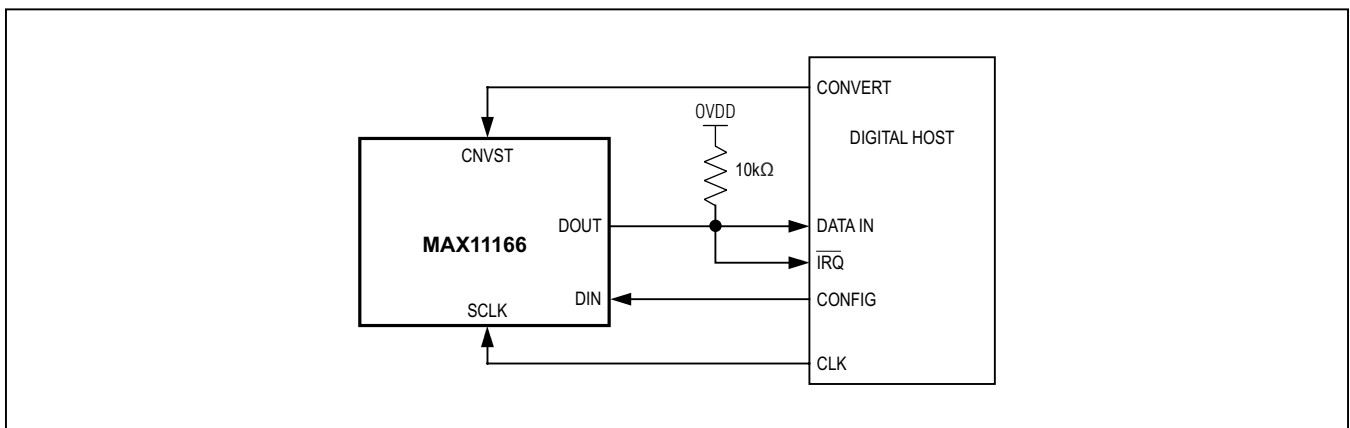 CONVERT
OVDD
DIGITAL HOST
CNVST
10kΩ
DOUT
DATA IN
MAX11166
IRQ
DIN
CONFIG
SCLK
CLK